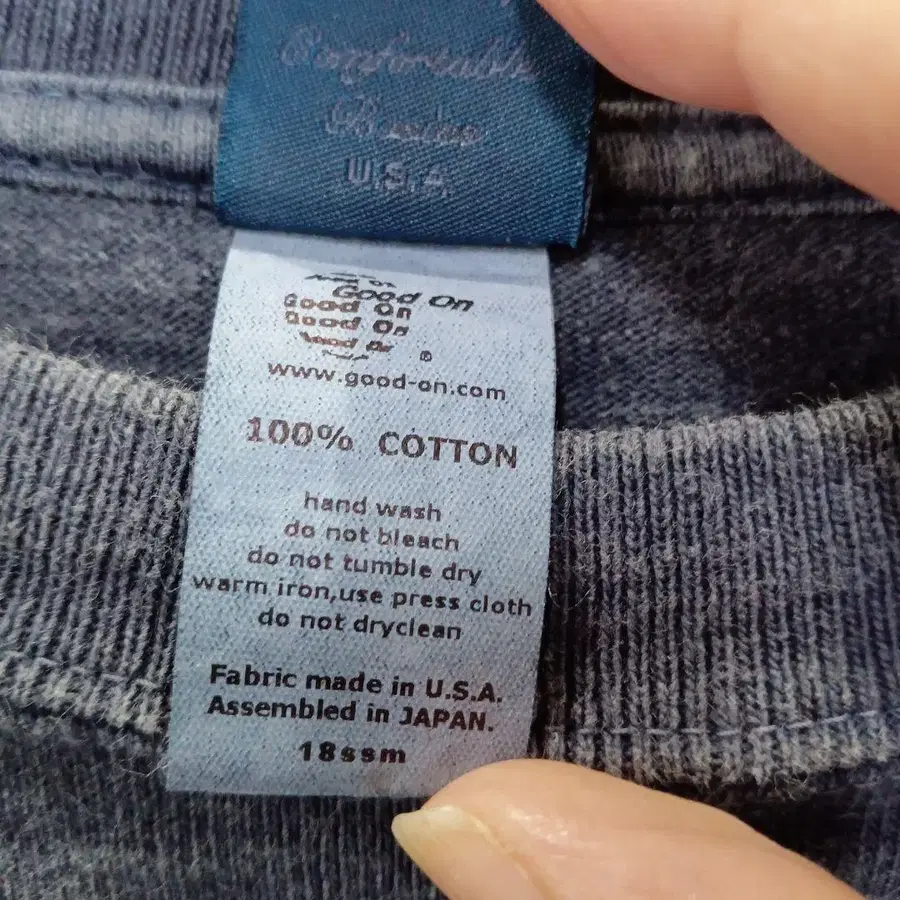 Comfortable
U.S.A.
Good On
Good On
Good On
®
www.good-on.com
100% COTTON
hand wash
do not bleach
do not tumble dry
warm iron,use press cloth
do not dryclean
Fabric made in U.S.A.
Assembled in JAPAN.
18ssm